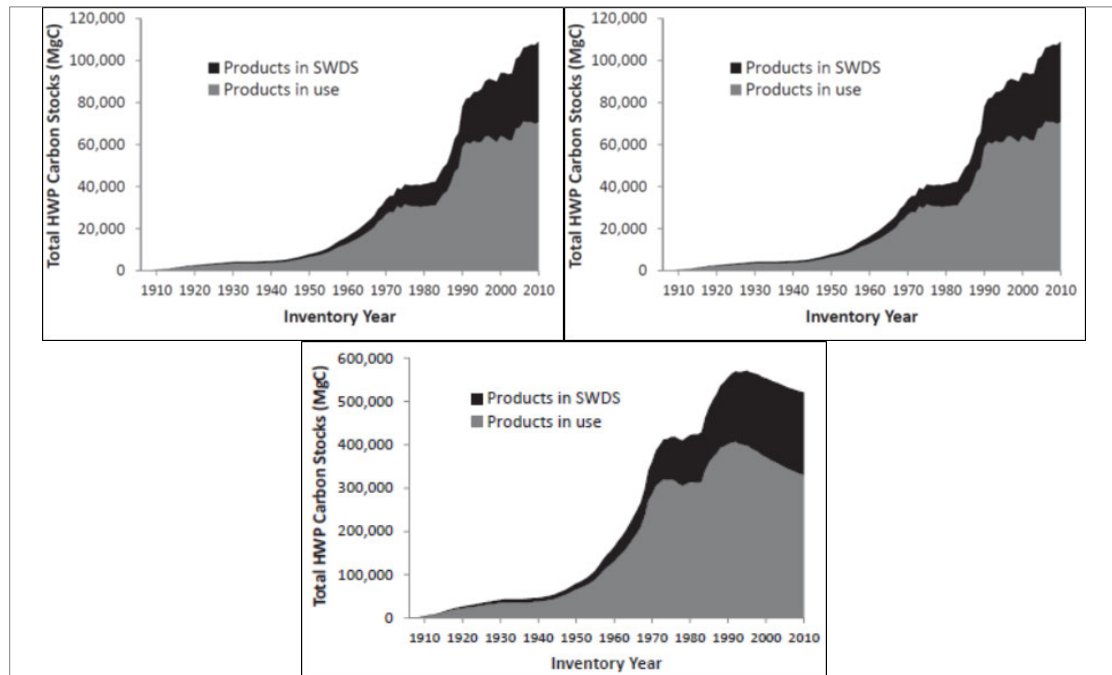 120,000
100,000
80,000
60,000
40,000
20,000
0
Total HWP Carbon Stocks (MgC)
Products in SWDS
Products in use
1910 1920 1930 1940 1950 1960 1970 1980 1990 2000 2010
Inventory Year
120,000
100,000
80,000
60,000
40,000
20,000
0
Total HWP Carbon Stocks (MgC)
Products in SWDS
Products in use
1910 1920 1930 1940 1950 1960 1970 1980 1990 2000 2010
Inventory Year
600,000
500,000
400,000
300,000
200,000
100,000
0
Total HWP Carbon Stocks (MgC)
Products in SWDS
Products in use
1910 1920 1930 1940 1950 1960 1970 1980 1990 2000 2010
Inventory Year